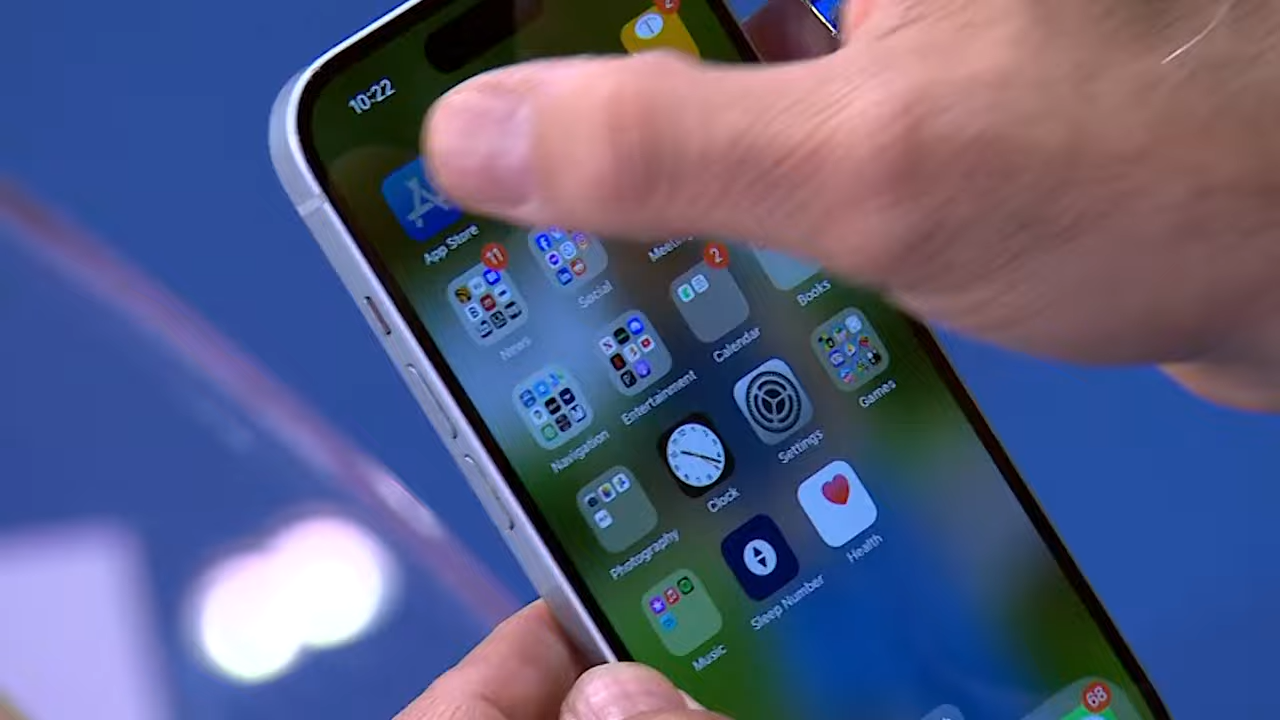 10:22
2
App Store
11
News
Social
2
Calendar
Books
Navigation
Entertainment
Settings
Games
Photography
Clock
Health
Music
Sleep Number
68